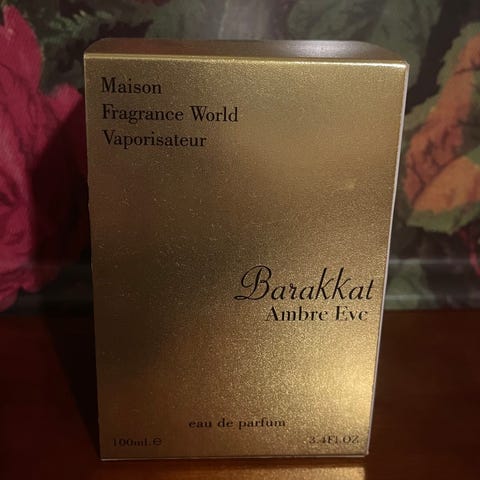 Maison
Fragrance World
Vaporisateur
Barakkat
Ambre Eve
eau de parfum
100mL.℮ 3.4FL.OZ